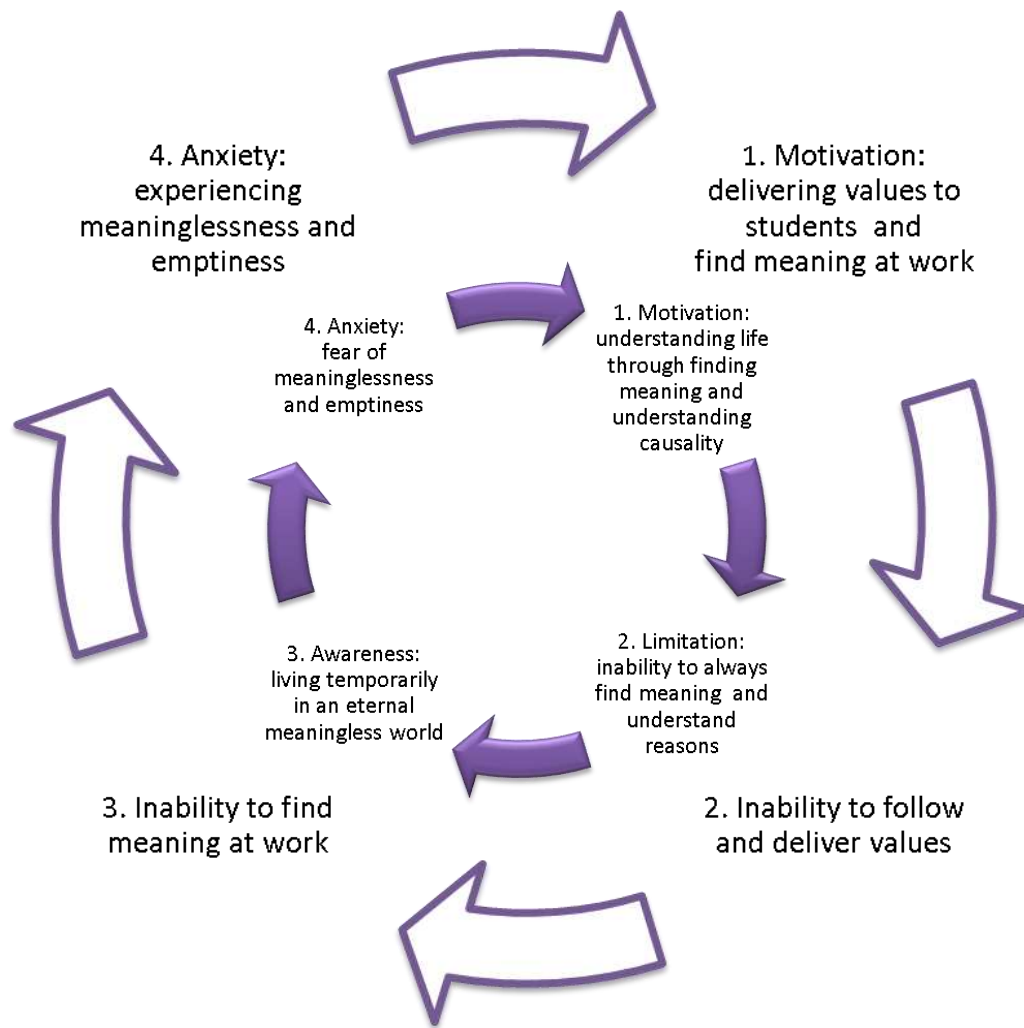 4. Anxiety:
experiencing
meaninglessness and
emptiness
1. Motivation:
delivering values to
students and
find meaning at work
4. Anxiety:
fear of
meaninglessness
and emptiness
1. Motivation:
understanding life
through finding
meaning and
understanding
causality
3. Awareness:
living temporarily
in an eternal
meaningless world
2. Limitation:
inability to always
find meaning and
understand
reasons
3. Inability to find
meaning at work
2. Inability to follow
and deliver values